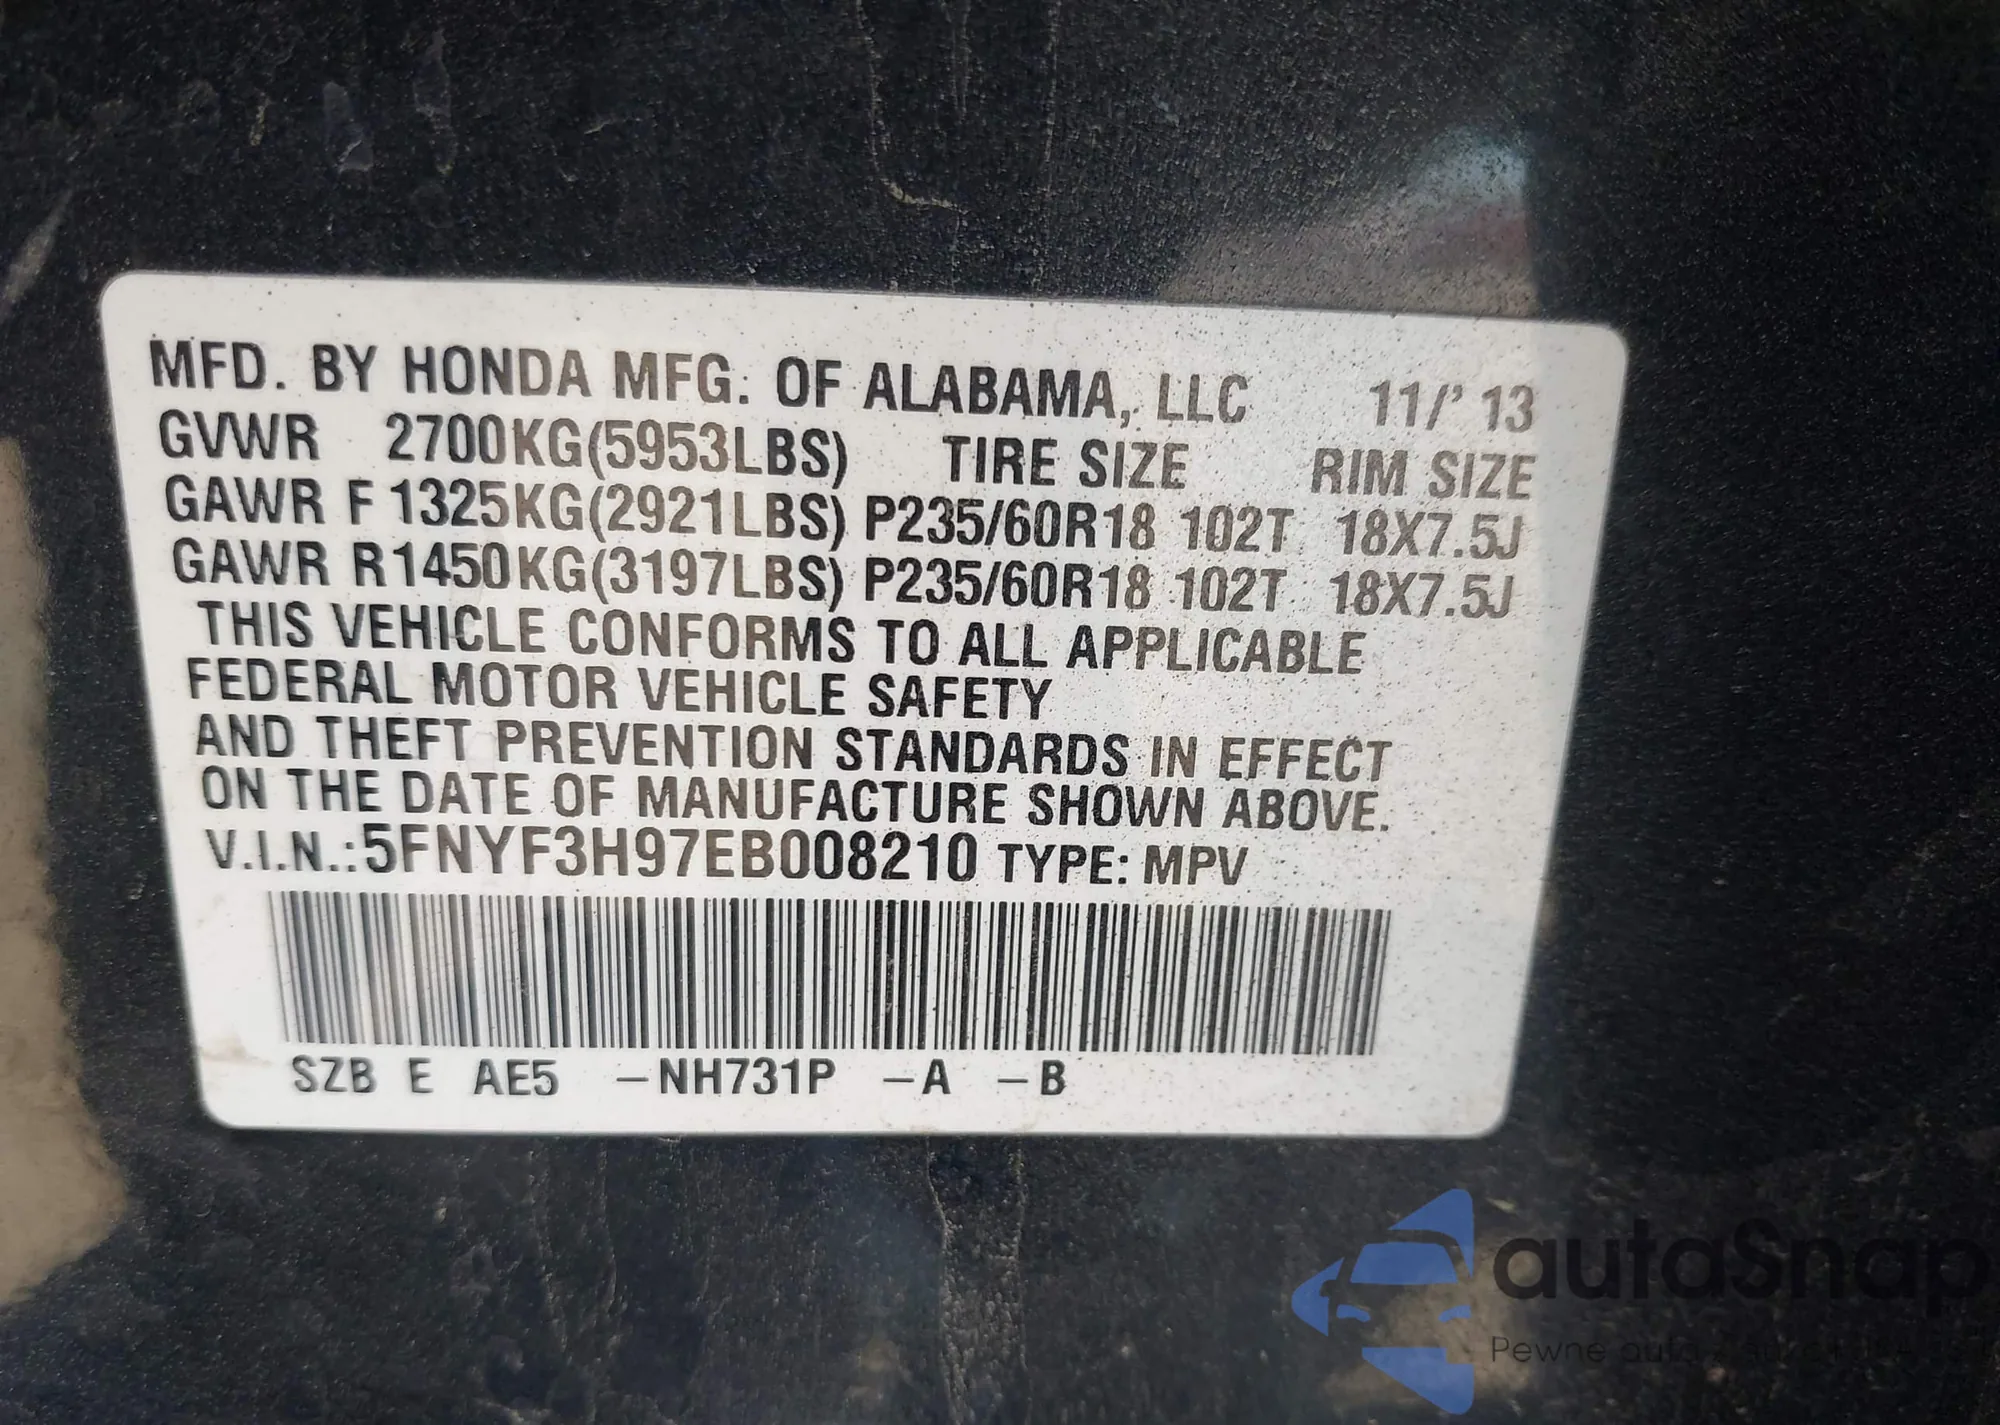 MFD. BY HONDA MFG. OF ALABAMA, LLC 11/' 13
GVWR 2700KG(5953LBS) TIRE SIZE RIM SIZE
GAWR F 1325KG(2921LBS) P235/60R18 102T 18X7.5J
GAWR R1450KG(3197LBS) P235/60R18 102T 18X7.5J
THIS VEHICLE CONFORMS TO ALL APPLICABLE
FEDERAL MOTOR VEHICLE SAFETY
AND THEFT PREVENTION STANDARDS IN EFFECT
ON THE DATE OF MANUFACTURE SHOWN ABOVE.
V.I.N.:5FNYF3H97EB008210 TYPE: MPV
SZB E AE5 –NH731P –A –B
autoSnap
Pewne auto z